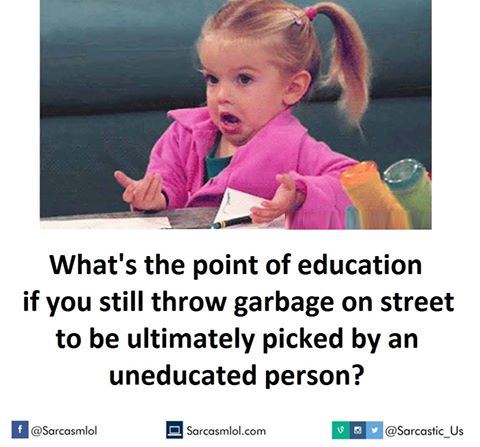 What's the point of education
if you still throw garbage on street
to be ultimately picked by an
uneducated person?
@Sarcasmlol Sarcasmlol.com @Sarcastic_Us